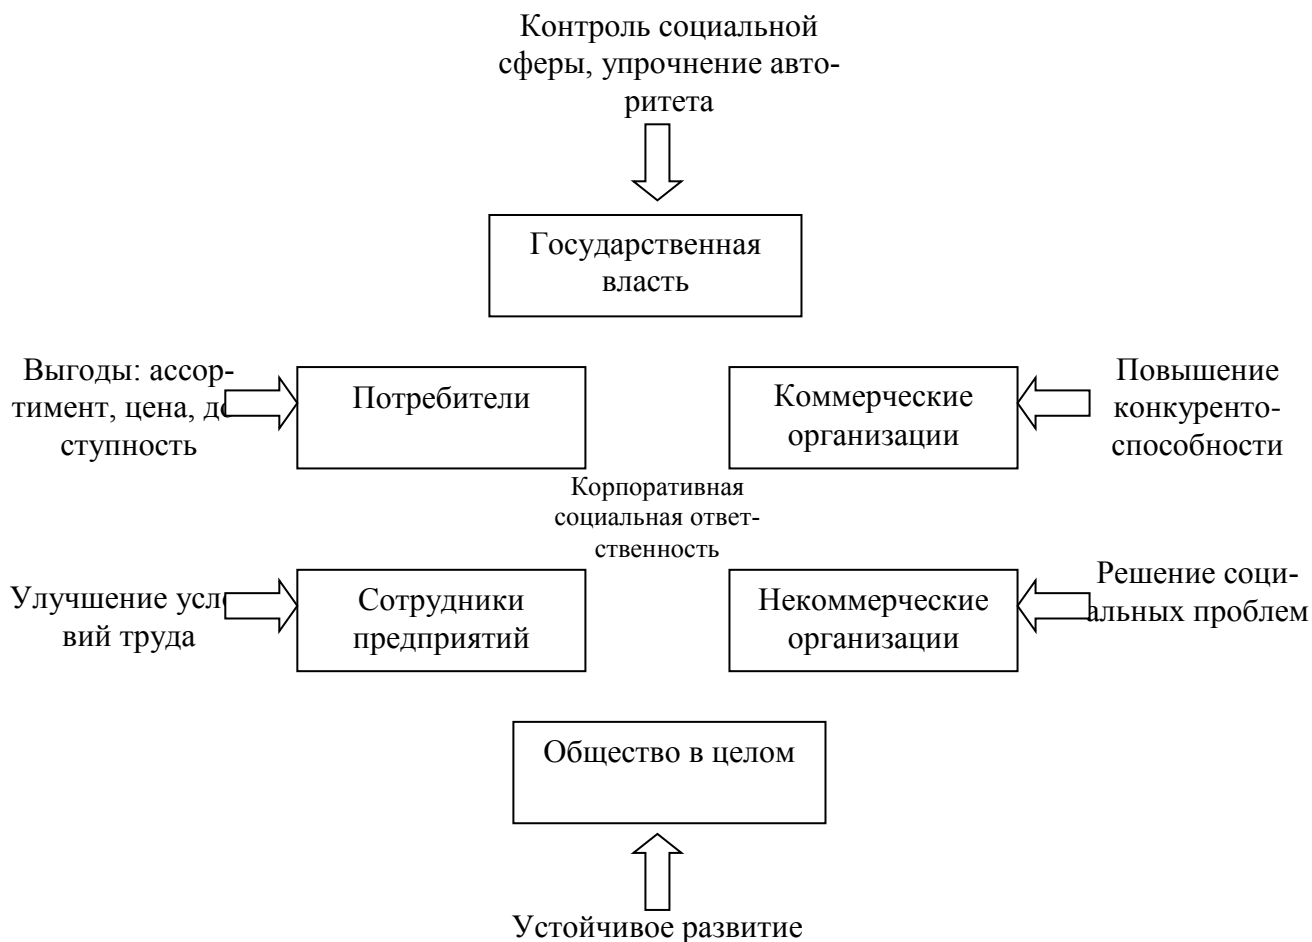 Контроль социальной
сферы, упрочнение авто-
ритета
Государственная
власть
Выгоды: ассор-
тимент, цена, до-
ступность
Потребители
Коммерческие
организации
Повышение
конкуренто-
способности
Корпоративная
социальная ответ-
ственность
Улучшение усло-
вий труда
Сотрудники
предприятий
Некоммерческие
организации
Решение соци-
альных проблем
Общество в целом
Устойчивое развитие